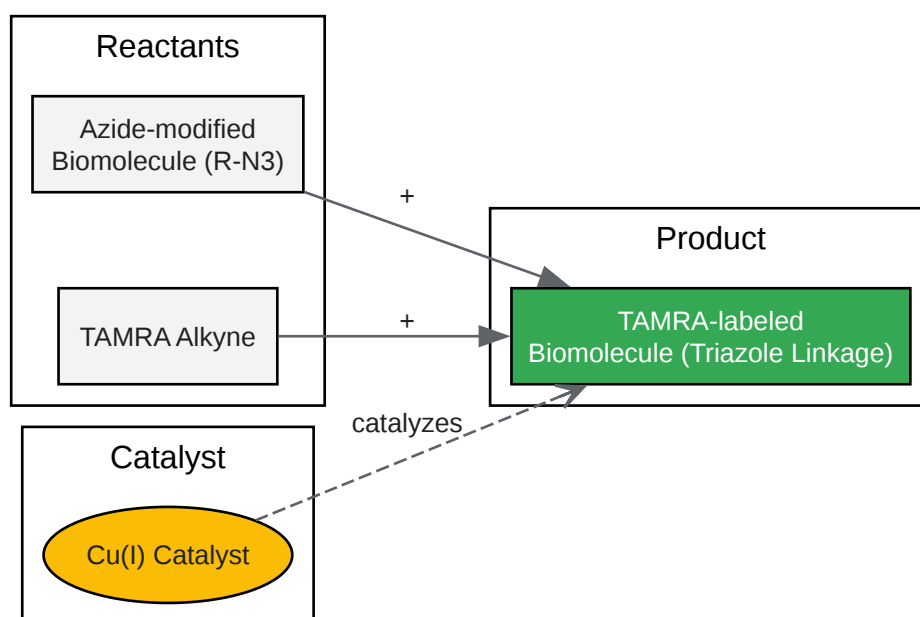 Reactants
Azide-modified
Biomolecule (R-N3)
+
Product
TAMRA Alkyne
+
TAMRA-labeled
Biomolecule (Triazole Linkage)
catalyzes
Catalyst
Cu(I) Catalyst